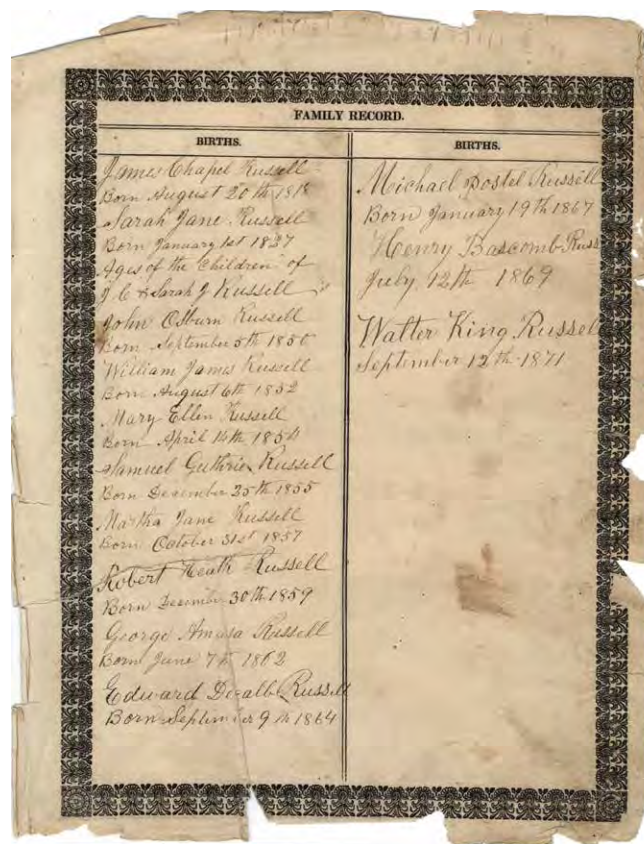 FAMILY RECORD.
BIRTHS.
James Chapel Russell
Born August 20th 1818
Sarah Jane Russell
Born January 1st 1827
Ages of the Children of
J. C. & Sarah J Russell
John Osburn Russell
Born September 5th 1850
William James Russell
Born August 6th 1852
Mary Ellen Russell
Born April 14th 1854
Samuel Guthrie Russell
Born December 25th 1855
Martha Jane Russell
Born October 31st 1857
Robert Heath Russell
Born December 30th 1859
George Amasa Russell
Born June 7th 1862
Edward Decalb Russell
Born September 9th 1864
BIRTHS.
Michael Postel Russell
Born January 19th 1867
Henry Bascomb Russ
July 12th 1869
Walter King Russel
September 12th 1871